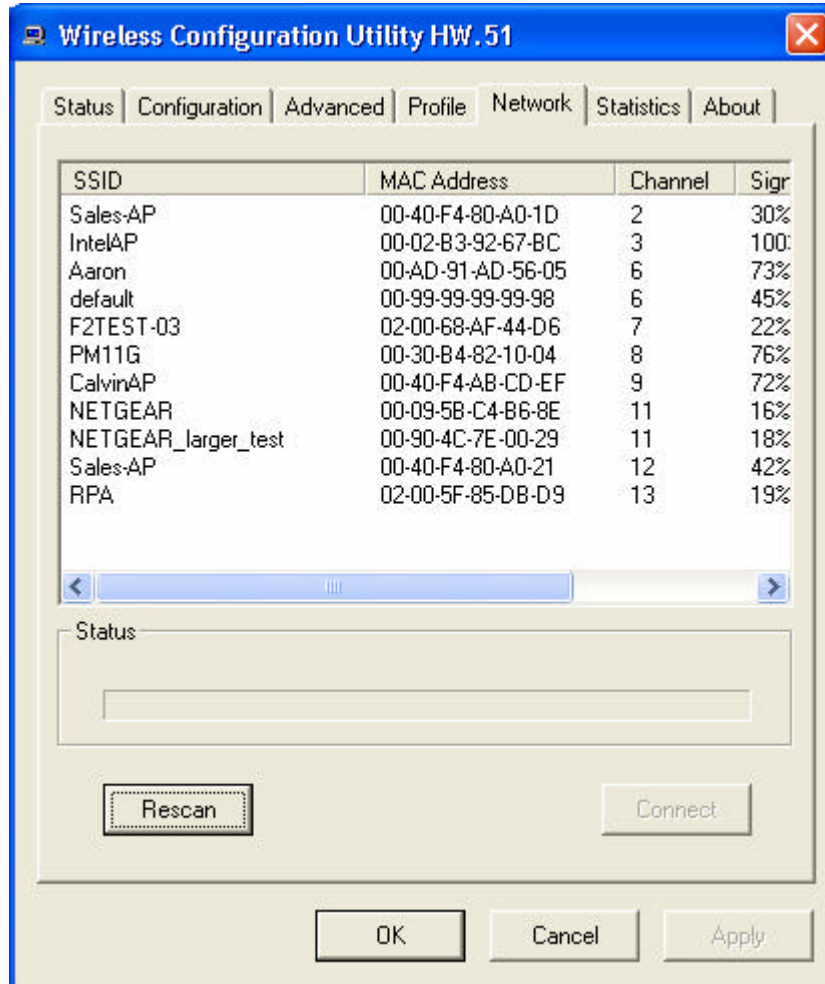 Wireless Configuration Utility HW.51
Status Configuration Advanced Profile Network Statistics About
SSID MAC Address Channel Sigr
Sales-AP 00-40-F4-80-A0-1D 2 30%
IntelAP 00-02-B3-92-67-BC 3 100%
Aaron 00-AD-91-AD-56-05 6 73%
default 00-99-99-99-99-98 6 45%
F2TEST-03 02-00-68-AF-44-D6 7 22%
PM11G 00-30-B4-82-10-04 8 76%
CalvinAP 00-40-F4-AB-CD-EF 9 72%
NETGEAR 00-09-5B-C4-B6-8E 11 16%
NETGEAR_larger_test 00-90-4C-7E-00-29 11 18%
Sales-AP 00-40-F4-80-A0-21 12 42%
RPA 02-00-5F-85-DB-D9 13 19%
Status
Rescan Connect
OK Cancel Apply